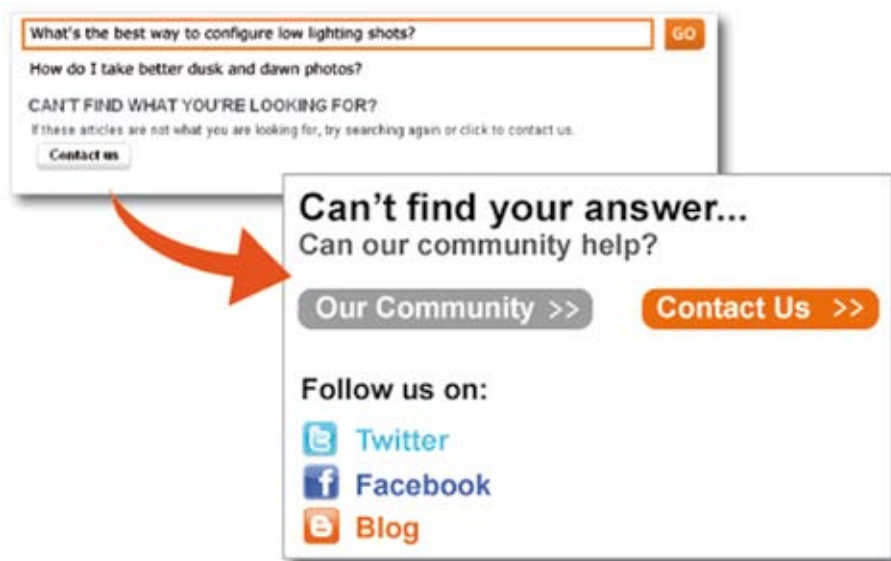 What's the best way to configure low lighting shots?
GO
How do I take better dusk and dawn photos?
CAN'T FIND WHAT YOU'RE LOOKING FOR?
If these articles are not what you are looking for, try searching again or click to contact us.
Contact us
Can't find your answer...
Can our community help?
Our Community >>
Contact Us >>
Follow us on:
Twitter
Facebook
Blog